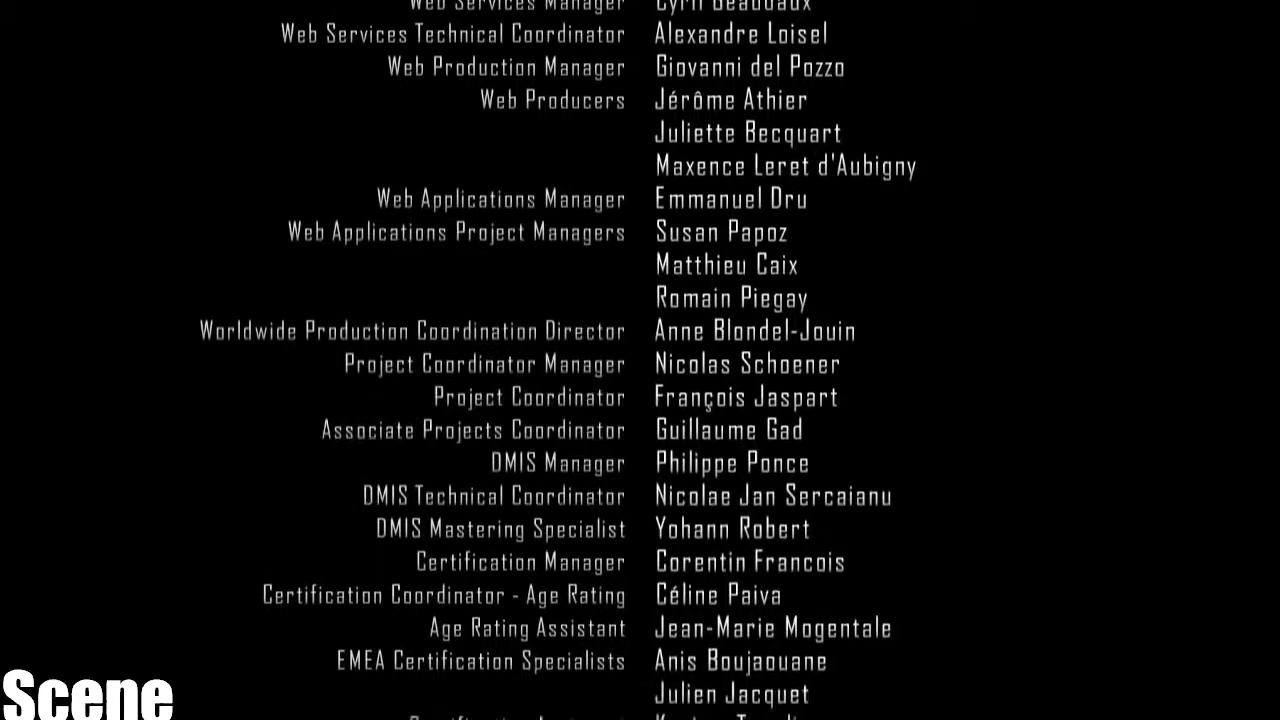 Web Services Manager Cyril Beaudaux
Web Services Technical Coordinator Alexandre Loisel
Web Production Manager Giovanni del Pozzo
Web Producers Jérôme Athier
Juliette Becquart
Maxence Leret d'Aubigny
Web Applications Manager Emmanuel Dru
Web Applications Project Managers Susan Papoz
Matthieu Caix
Romain Piegay
Worldwide Production Coordination Director Anne Blondel-Jouin
Project Coordinator Manager Nicolas Schoener
Project Coordinator François Jaspart
Associate Projects Coordinator Guillaume Gad
DMIS Manager Philippe Ponce
DMIS Technical Coordinator Nicolae Jan Sercaianu
DMIS Mastering Specialist Yohann Robert
Certification Manager Corentin Francois
Certification Coordinator - Age Rating Céline Paiva
Age Rating Assistant Jean-Marie Mogentale
EMEA Certification Specialists Anis Boujaouane
Julien Jacquet
Scene